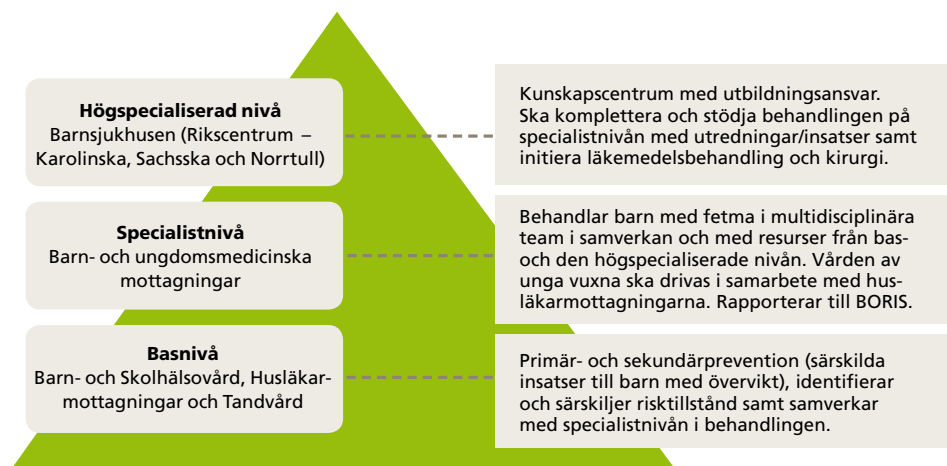 Högspecialiserad nivå
Barnsjukhusen (Rikscentrum –
Karolinska, Sachsska och Norrtull)
Kunskapscentrum med utbildningsansvar.
Ska komplettera och stödja behandlingen på
specialistnivån med utredningar/insatser samt
initiera läkemedelsbehandling och kirurgi.
Specialistnivå
Barn- och ungdomsmedicinska
mottagningar
Behandlar barn med fetma i multidisciplinära
team i samverkan och med resurser från bas-
och den högspecialiserade nivån. Vården av
unga vuxna ska drivas i samarbete med hus-
läkarmottagningarna. Rapporterar till BORIS.
Basnivå
Barn- och Skolhälsovård, Husläkar-
mottagningar och Tandvård
Primär- och sekundärprevention (särskilda
insatser till barn med övervikt), identifierar
och särskiljer risktillstånd samt samverkar
med specialistnivån i behandlingen.